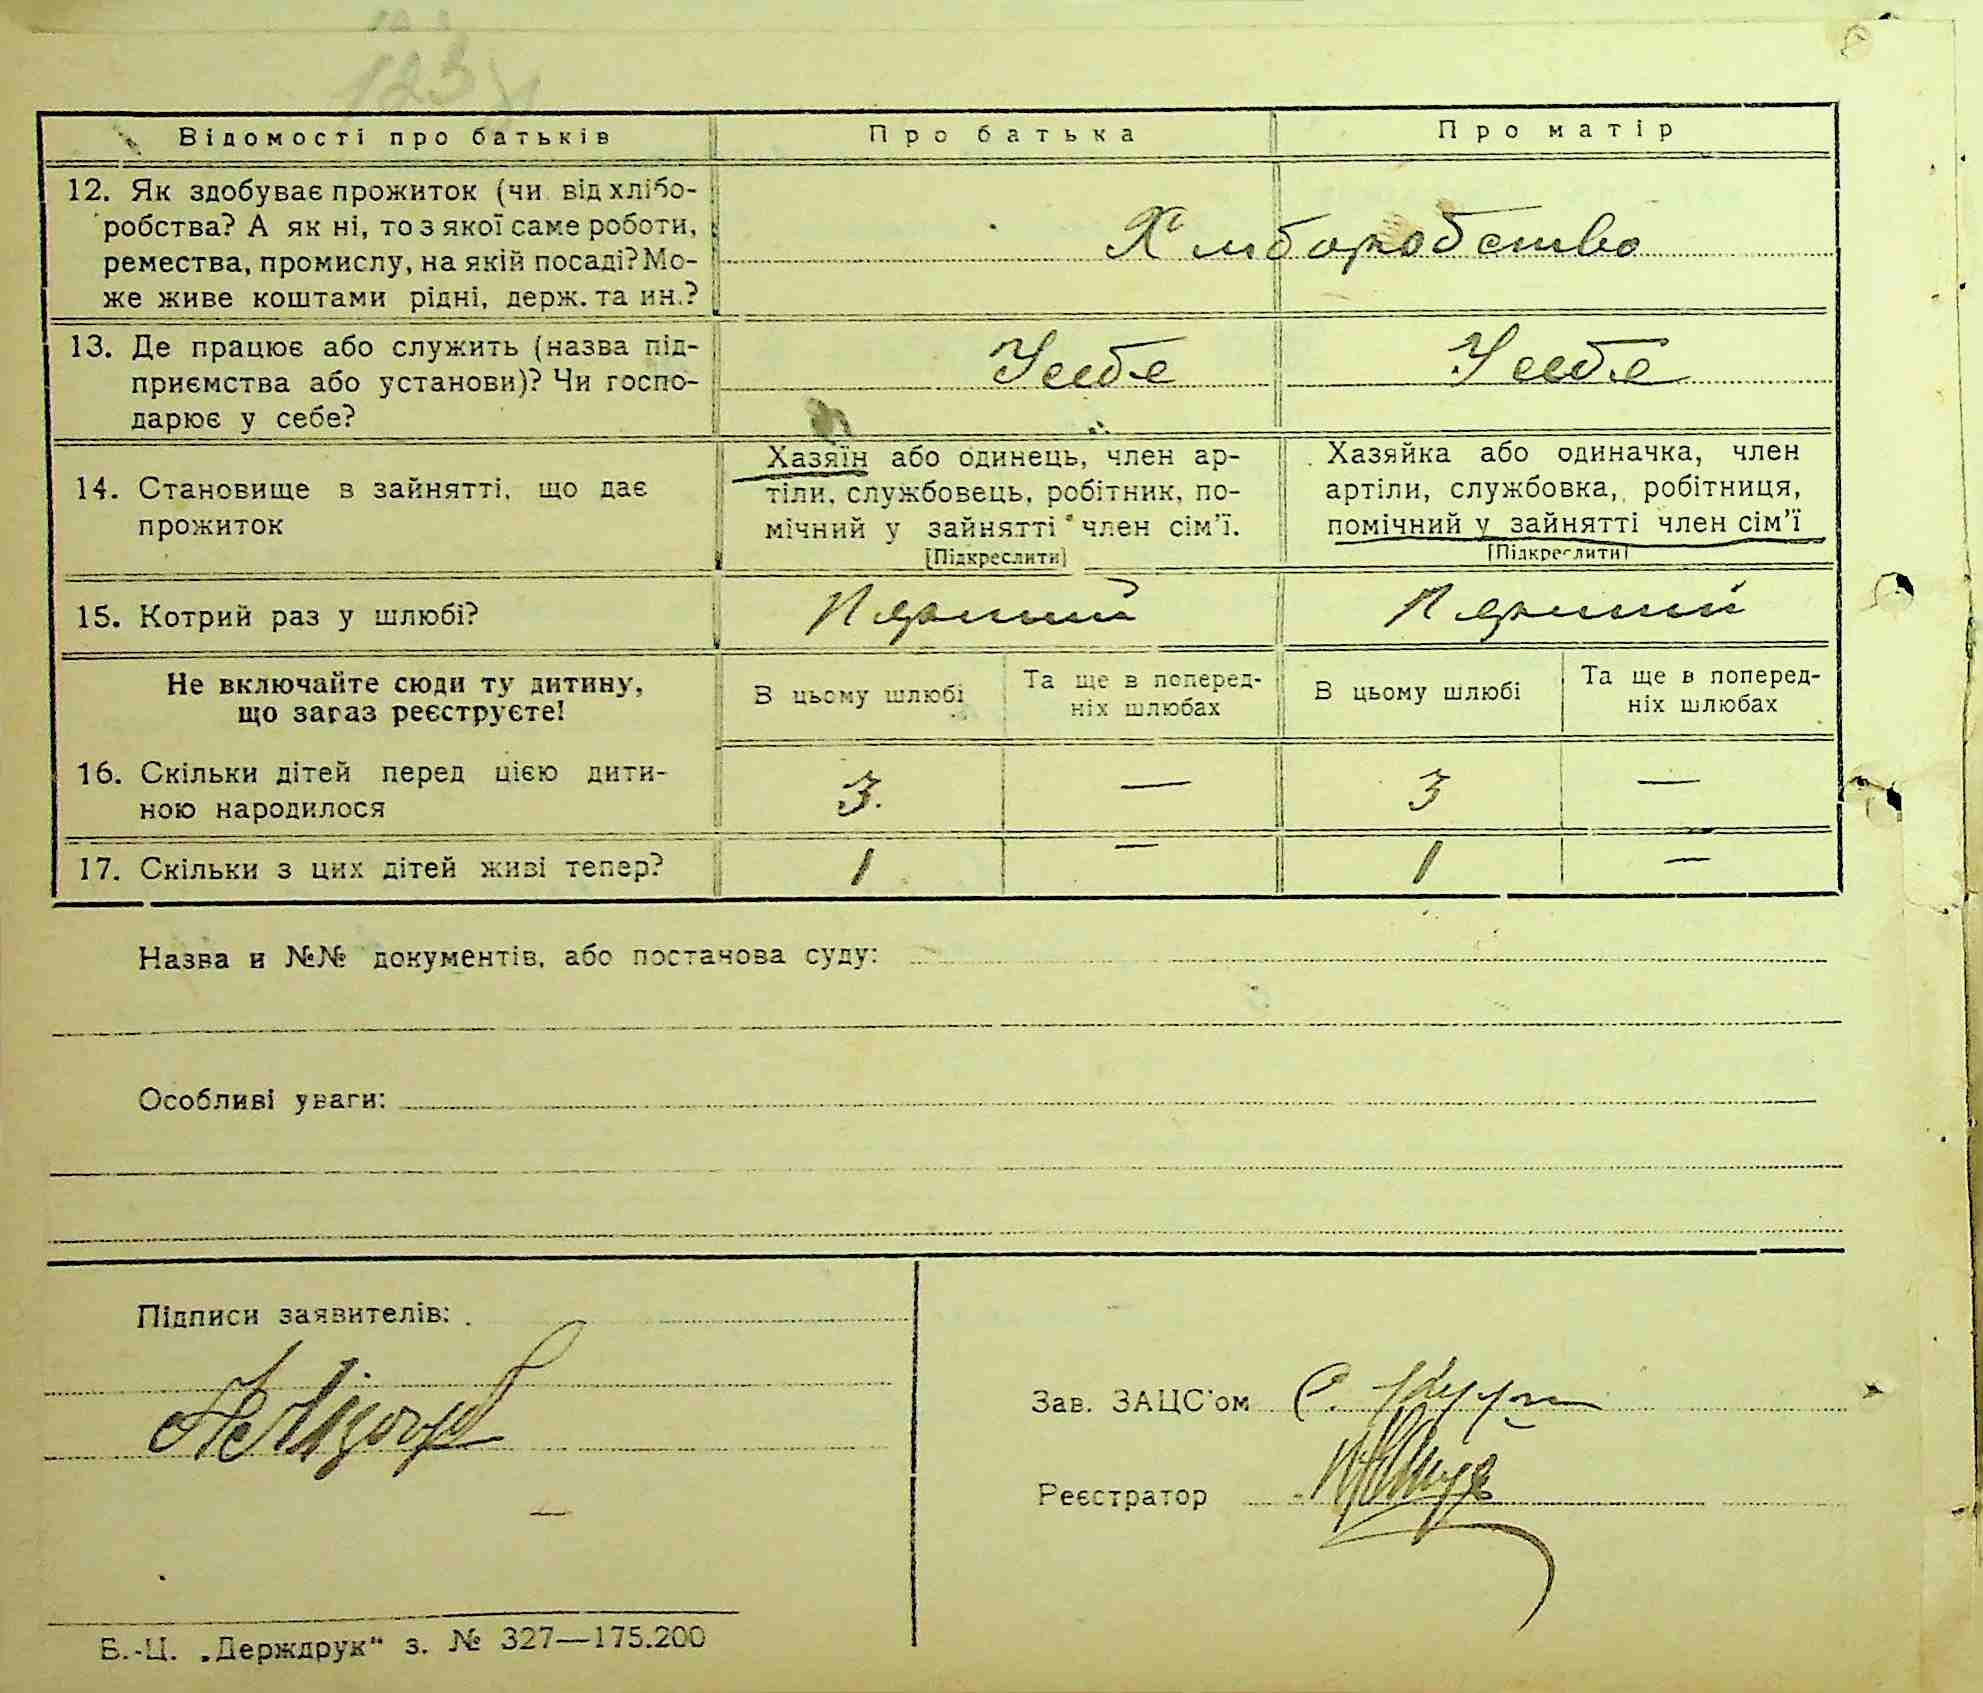 123
Відомості про батьків Про батька Про матір
12. Як здобуває прожиток (чи від хлібо-
робства? А як ні, то з якої саме роботи,
ремества, промислу, на якій посаді? Мо-
же живе коштами рідні, держ. та ин.?
Хліборобство
13. Де працює або служить (назва під-
приємства або установи)? Чи госпо-
дарює у себе?
У себе У себе
14. Становище в зайнятті, що дає
прожиток
Хазяїн або одинець, член ар-
тіли, службовець, робітник, по-
мічний у зайнятті член сім'ї.
[Підкреслити]
Хазяйка або одиначка, член
артіли, службовка, робітниця,
помічний у зайнятті член сім'ї
[Підкреслити]
15. Котрий раз у шлюбі? Перший Перший
Не включайте сюди ту дитину,
що зараз реєструєте!
В цьому шлюбі
Та ще в поперед-
ніх шлюбах
В цьому шлюбі
Та ще в поперед-
ніх шлюбах
16. Скільки дітей перед цією дити-
ною народилося
3. — 3 —
17. Скільки з цих дітей живі тепер? 1 — 1 —
Назва и №№ документів, або постанова суду:
Особливі уваги:
Підписи заявителів:
Зав. ЗАЦС'ом
Реєстратор
Б.-Ц. „Держдрук" з. № 327—175.200